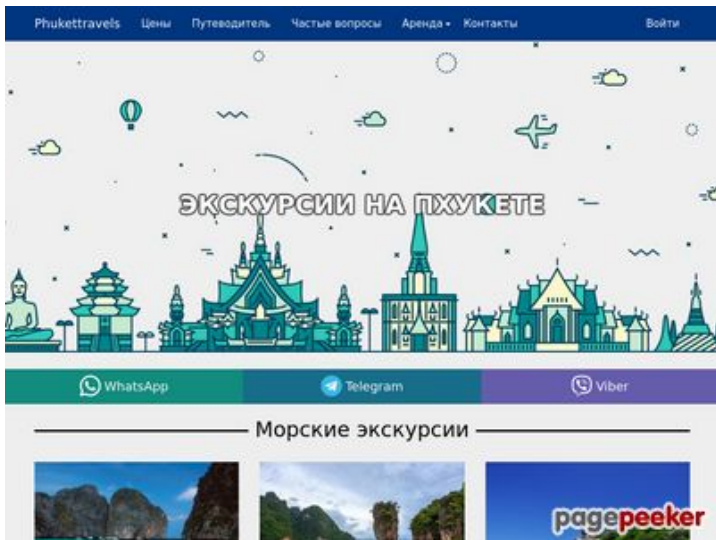 Phukettravels Цены Путеводитель Частые вопросы Аренда Контакты Войти
ЭКСКУРСИИ НА ПХУКЕТЕ
WhatsApp Telegram Viber
Морские экскурсии
pagepeeker